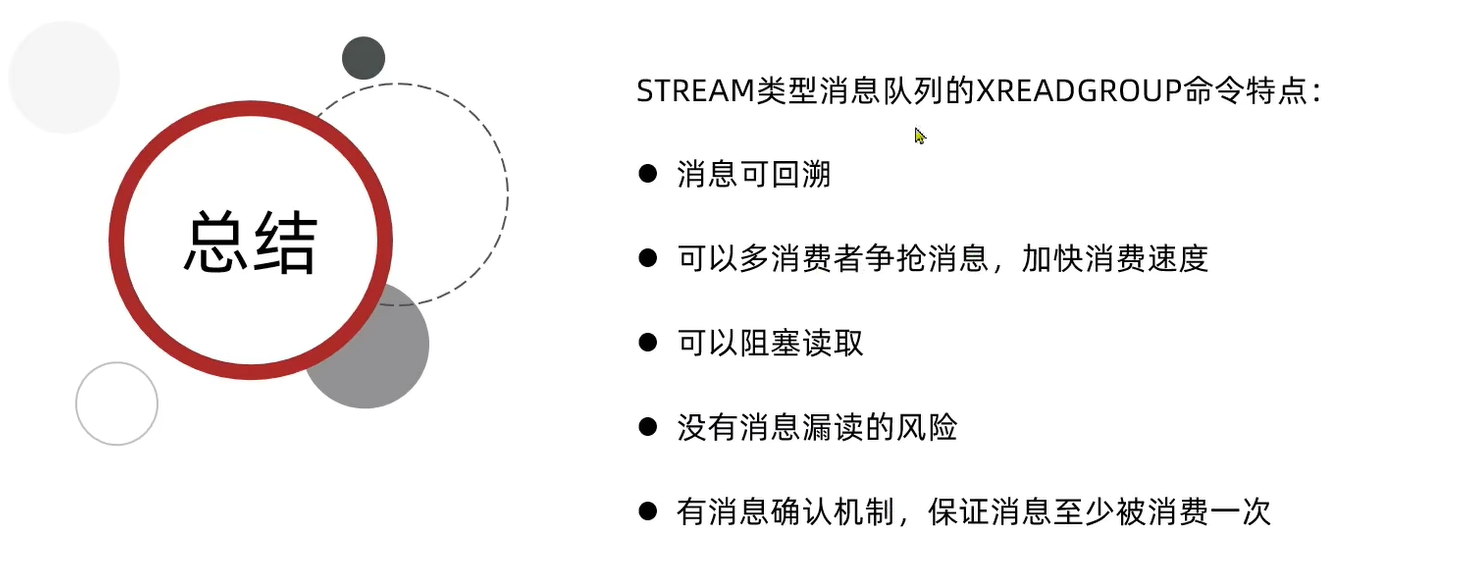 总结
STREAM类型消息队列的XREADGROUP命令特点：
● 消息可回溯
● 可以多消费者争抢消息，加快消费速度
● 可以阻塞读取
● 没有消息漏读的风险
● 有消息确认机制，保证消息至少被消费一次